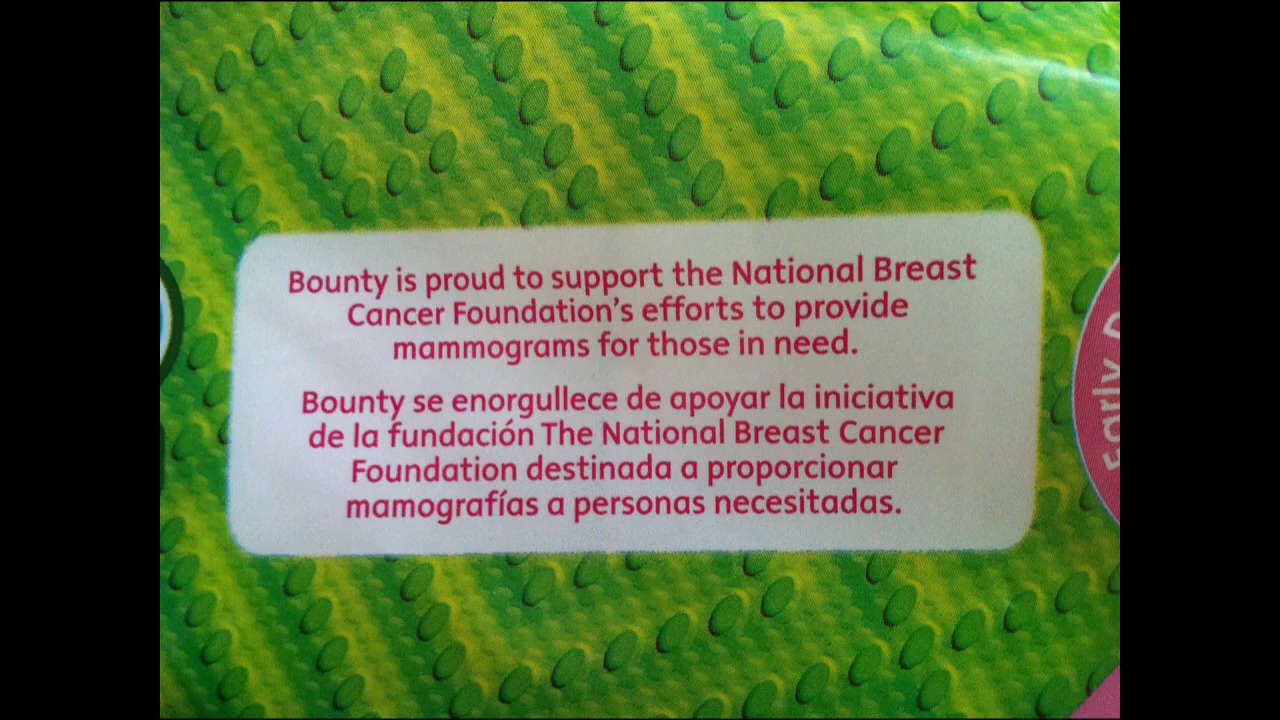 Bounty is proud to support the National Breast
Cancer Foundation's efforts to provide
mammograms for those in need.
Bounty se enorgullece de apoyar la iniciativa
de la fundación The National Breast Cancer
Foundation destinada a proporcionar
mamografías a personas necesitadas.
Early